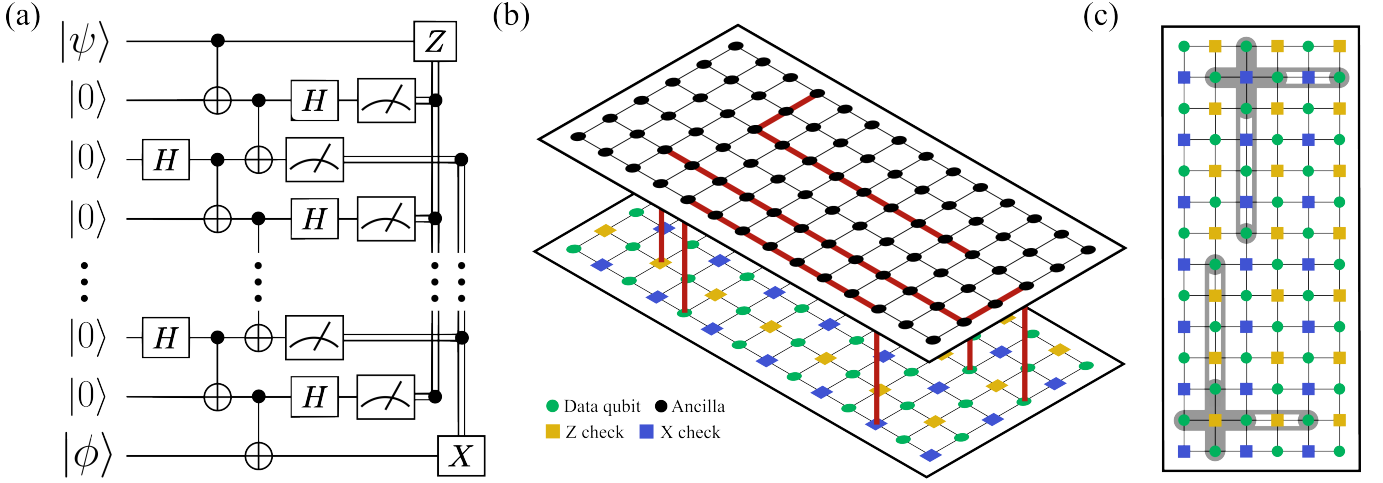 (a)
(b)
(c)
|ψ⟩ Z
|0⟩ H
|0⟩ H
|0⟩ H
|0⟩ H
|0⟩ H
|ϕ⟩ X
Data qubit Ancilla
Z check X check